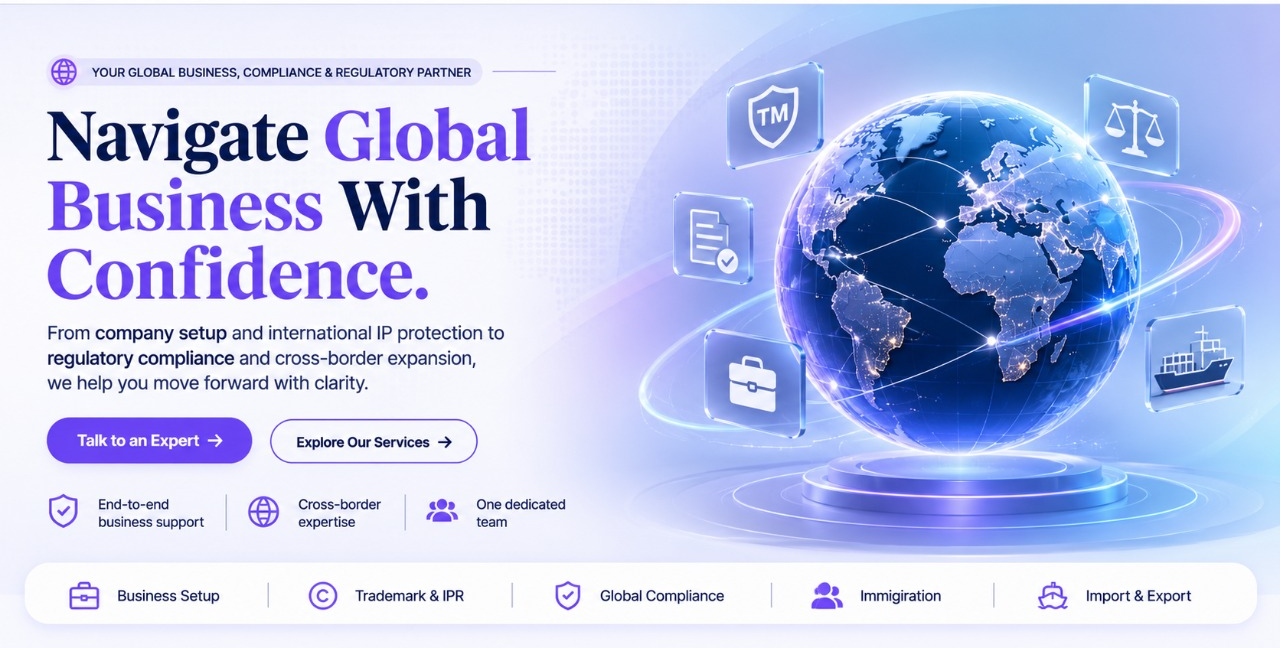 YOUR GLOBAL BUSINESS, COMPLIANCE & REGULATORY PARTNER
Navigate Global
Business With
Confidence.
From company setup and international IP protection to
regulatory compliance and cross-border expansion,
we help you move forward with clarity.
Talk to an Expert →
Explore Our Services →
End-to-end
business support
Cross-border
expertise
One dedicated
team
TM
Business Setup
C
Trademark & IPR
Global Compliance
Immigiration
Import & Export